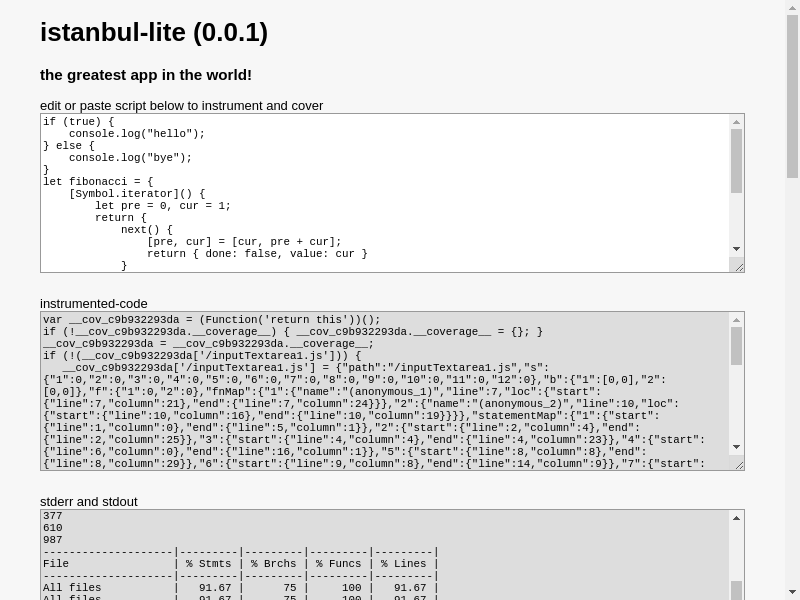 istanbul-lite (0.0.1)
the greatest app in the world!
edit or paste script below to instrument and cover
if (true) {
    console.log("hello");
} else {
    console.log("bye");
}
let fibonacci = {
    [Symbol.iterator]() {
        let pre = 0, cur = 1;
        return {
            next() {
                [pre, cur] = [cur, pre + cur];
                return { done: false, value: cur }
            }
instrumented-code
var __cov_c9b932293da = (Function('return this'))();
if (!__cov_c9b932293da.__coverage__) { __cov_c9b932293da.__coverage__ = {}; }
__cov_c9b932293da = __cov_c9b932293da.__coverage__;
if (!(__cov_c9b932293da['/inputTextarea1.js'])) {
   __cov_c9b932293da['/inputTextarea1.js'] = {"path":"/inputTextarea1.js","s":
{"1":0,"2":0,"3":0,"4":0,"5":0,"6":0,"7":0,"8":0,"9":0,"10":0,"11":0,"12":0},"b":{"1":[0,0],"2":
[0,0]},"f":{"1":0,"2":0},"fnMap":{"1":{"name":"(anonymous_1)","line":7,"loc":{"start":
{"line":7,"column":21},"end":{"line":7,"column":24}}},"2":{"name":"(anonymous_2)","line":10,"loc":
{"start":{"line":10,"column":16},"end":{"line":10,"column":19}}}},"statementMap":{"1":{"start":
{"line":1,"column":0},"end":{"line":5,"column":1}},"2":{"start":{"line":2,"column":4},"end":
{"line":2,"column":25}},"3":{"start":{"line":4,"column":4},"end":{"line":4,"column":23}},"4":{"start":
{"line":6,"column":0},"end":{"line":16,"column":1}},"5":{"start":{"line":8,"column":8},"end":
{"line":8,"column":29}},"6":{"start":{"line":9,"column":8},"end":{"line":14,"column":9}},"7":{"start":
stderr and stdout
377
610
987
--------------------|---------|---------|---------|---------|
File                | % Stmts | % Brchs | % Funcs | % Lines |
--------------------|---------|---------|---------|---------|
All files           |   91.67 |      75 |     100 |   91.67 |
All files           |   91.67 |      75 |     100 |   91.67 |